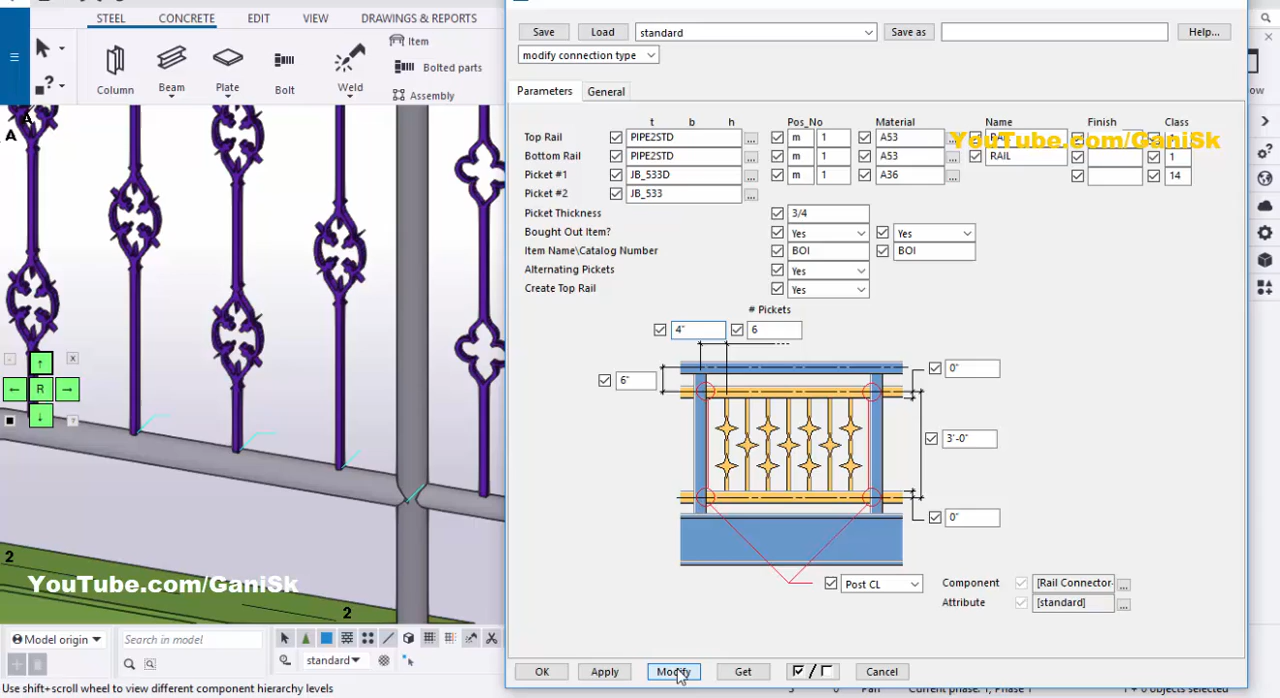 STEEL CONCRETE EDIT VIEW DRAWINGS & REPORTS
Column
Beam
Plate
Bolt
Weld
Item
Bolted parts
Assembly
A
A
R
x
?
2
2
YouTube.com/GaniSk
Model origin
Search in model
standard
Use shift+scroll wheel to view different component hierarchy levels
Save Load standard Save as Help...
modify connection type
Parameters General
t b h Pos_No Material Name Finish Class
Top Rail PIPE2STD ... m 1 A53 ...
YouTube.com/GaniSk
Bottom Rail PIPE2STD ... m 1 A53 ... RAIL 1
Picket #1 JB_533D ... m 1 A36 ... 14
Picket #2 JB_533 ...
Picket Thickness 3/4
Bought Out Item? Yes Yes
Item Name\Catalog Number BOI BOI
Alternating Pickets Yes
Create Top Rail Yes
# Pickets
4" 6
0"
6"
3'-0"
0"
Post CL
Component [Rail Connector- ...
Attribute [standard] ...
OK Apply Modify Get / Cancel
Current phase: 1, Phase 1